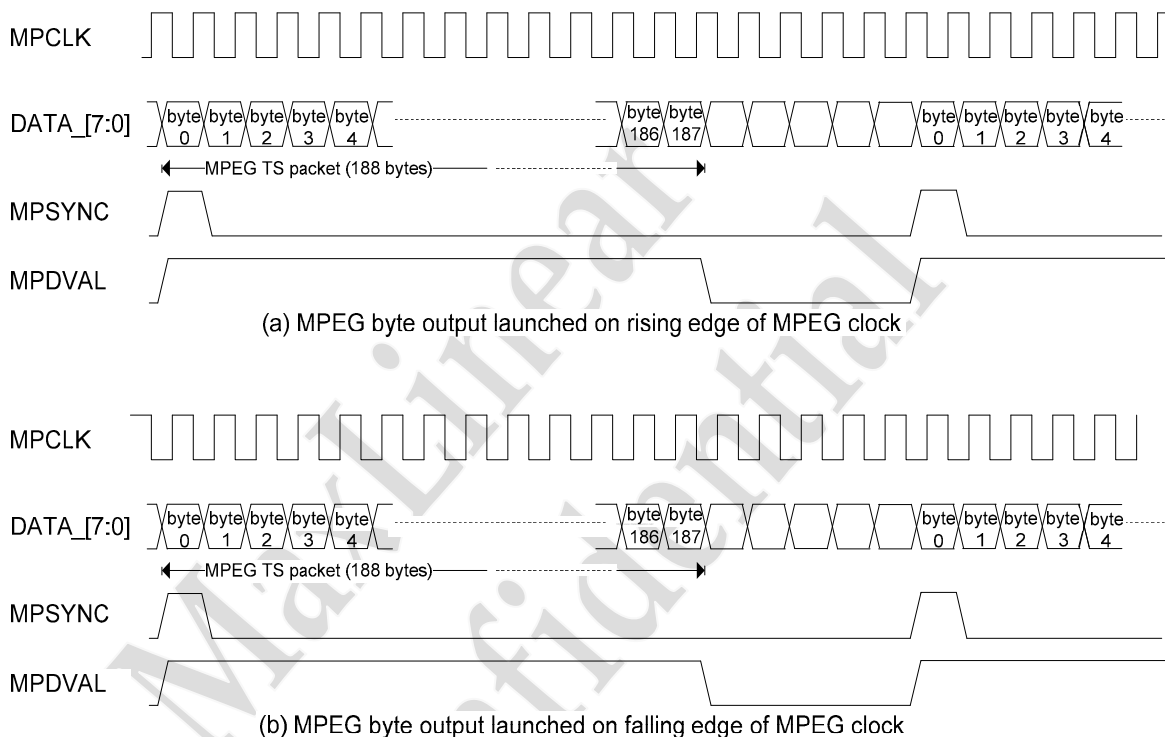 MPCLK
DATA_[7:0]
byte 0 byte 1 byte 2 byte 3 byte 4 byte 186 byte 187 byte 0 byte 1 byte 2 byte 3 byte 4
MPEG TS packet (188 bytes)
MPSYNC
MPDVAL
(a) MPEG byte output launched on rising edge of MPEG clock
MPCLK
DATA_[7:0]
byte 0 byte 1 byte 2 byte 3 byte 4 byte 186 byte 187 byte 0 byte 1 byte 2 byte 3 byte 4
MPEG TS packet (188 bytes)
MPSYNC
MPDVAL
(b) MPEG byte output launched on falling edge of MPEG clock
MaxLinear
Confidential